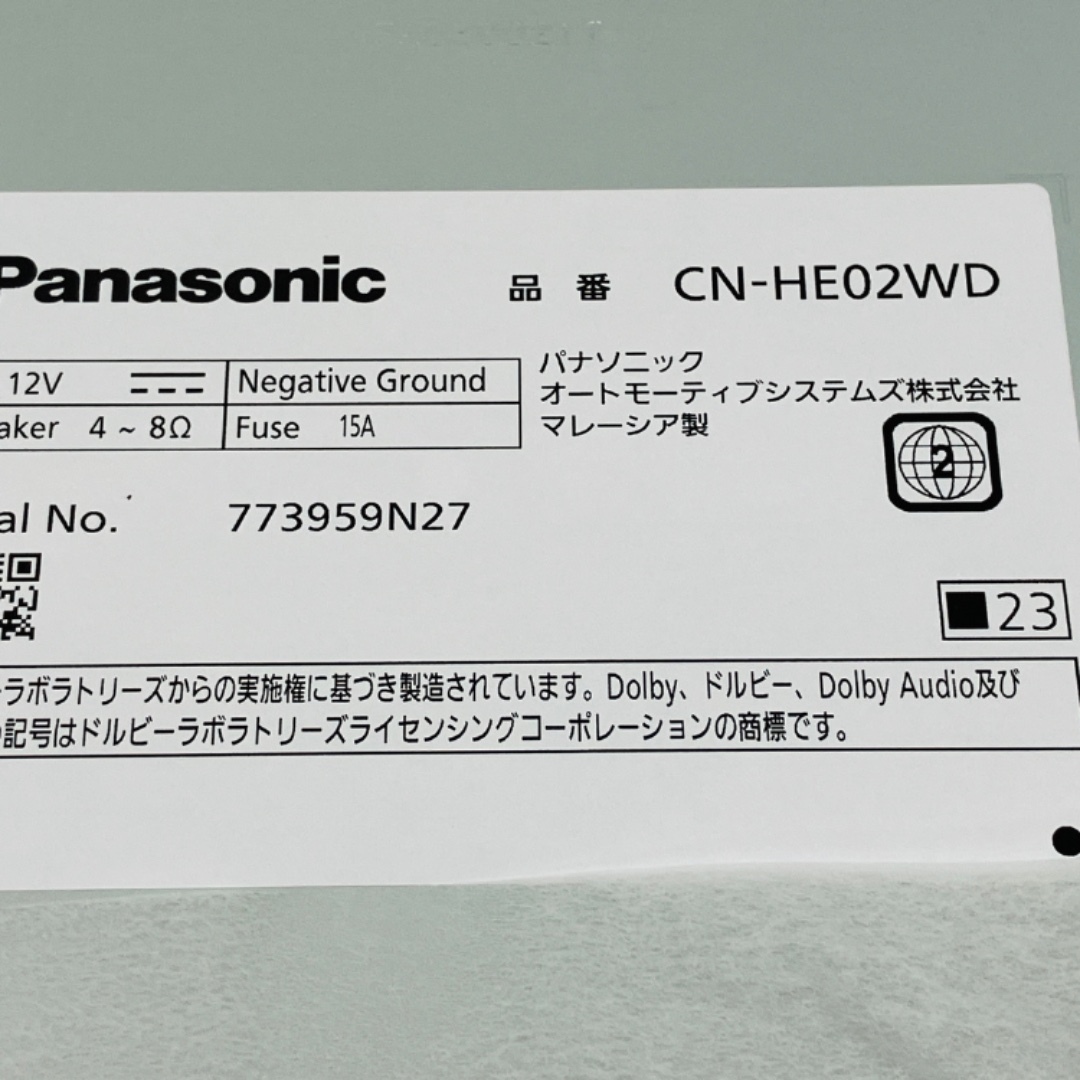 Panasonic 品 番 CN-HE02WD
12V Negative Ground
aker 4 ~ 8Ω Fuse 15A
パナソニック
オートモーティブシステムズ株式会社
マレーシア製
2
al No. 773959N27
■23
ラボラトリーズからの実施権に基づき製造されています。Dolby、ドルビー、Dolby Audio及び
記号はドルビーラボラトリーズライセンシングコーポレーションの商標です。